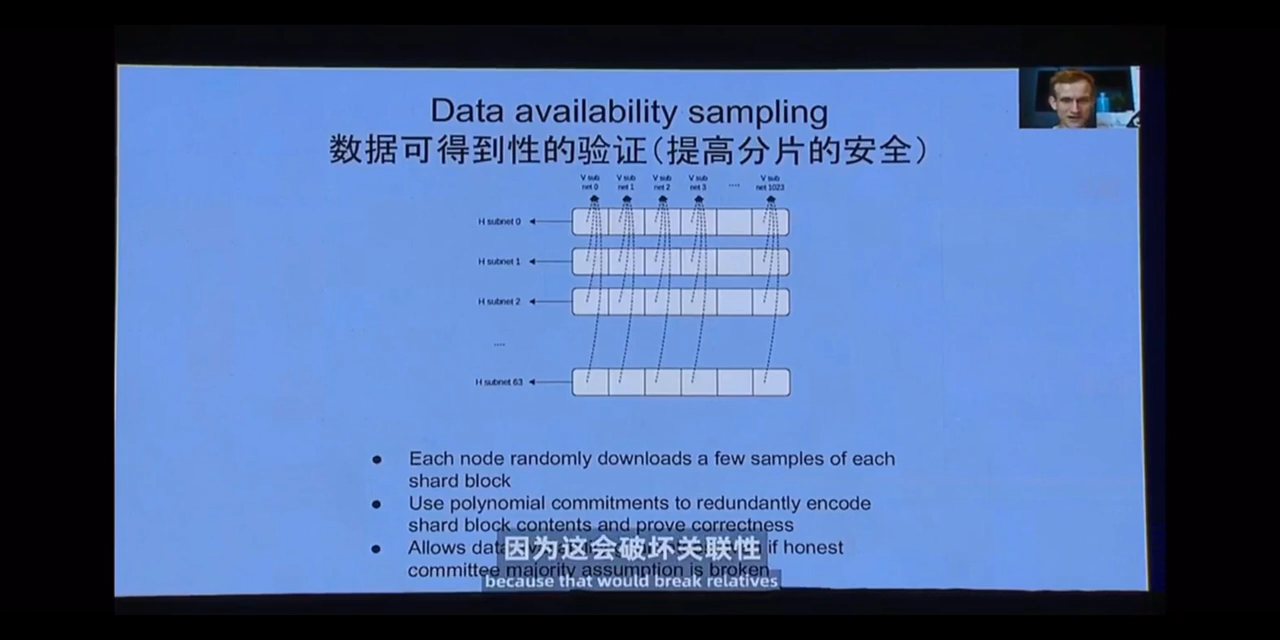 Data availability sampling
数据可得到性的验证(提高分片的安全)
V sub net 0
V sub net 1
V sub net 2
V sub net 3
....
V sub net 1023
H subnet 0
H subnet 1
H subnet 2
....
H subnet 63
● Each node randomly downloads a few samples of each
shard block
● Use polynomial commitments to redundantly encode
shard block contents and prove correctness
● Allows data if honest
committee majority assumption is broken
因为这会破坏关联性
because that would break relatives